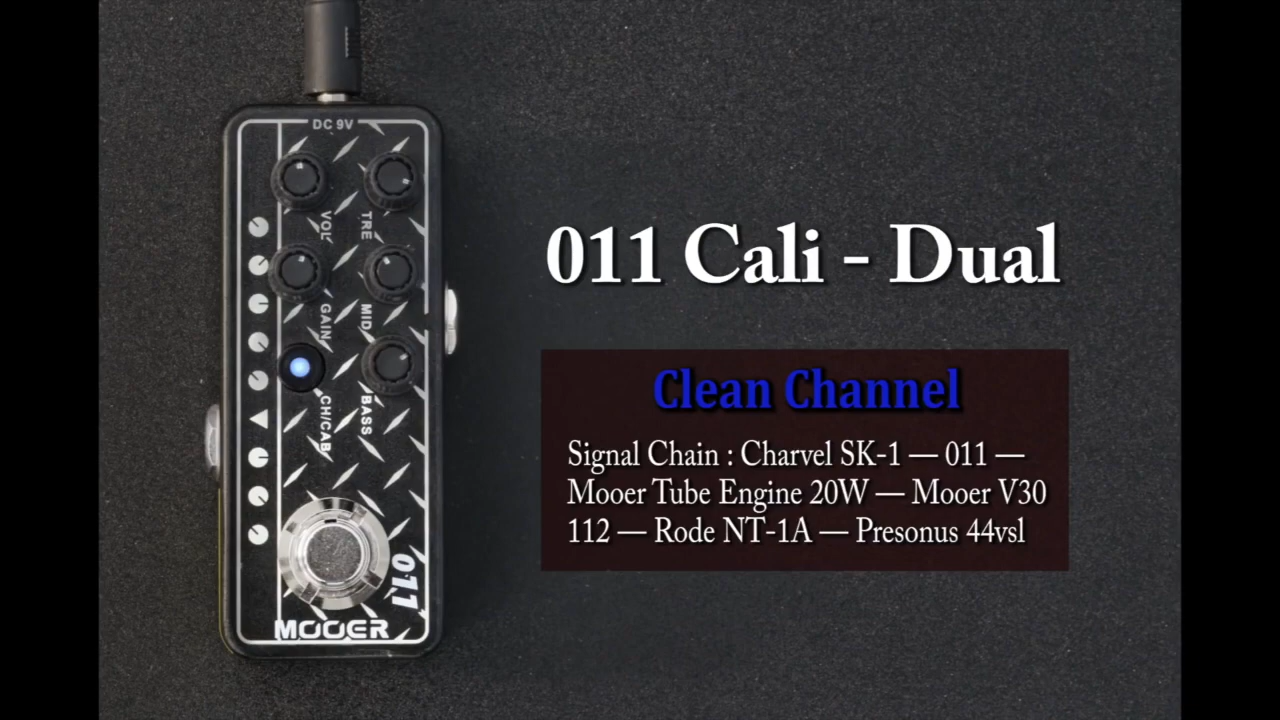 DC 9V
VOL
TRE
GAIN
MID
CH/CAB
BASS
011
MOOER
011 Cali - Dual
Clean Channel
Signal Chain : Charvel SK-1 — 011 —
Mooer Tube Engine 20W — Mooer V30
112 — Rode NT-1A — Presonus 44vsl